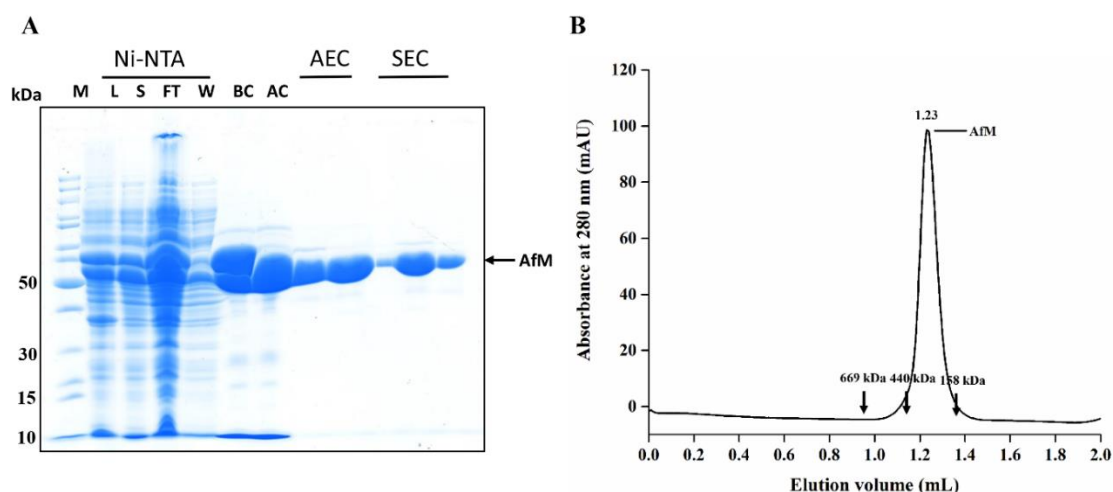 A
Ni-NTA AEC SEC
kDa M L S FT W BC AC
AfM
50
30
15
10
B
Absorbance at 280 nm (mAU)
120
100
80
60
40
20
0
1.23
AfM
669 kDa 440 kDa 158 kDa
0.0 0.2 0.4 0.6 0.8 1.0 1.2 1.4 1.6 1.8 2.0
Elution volume (mL)